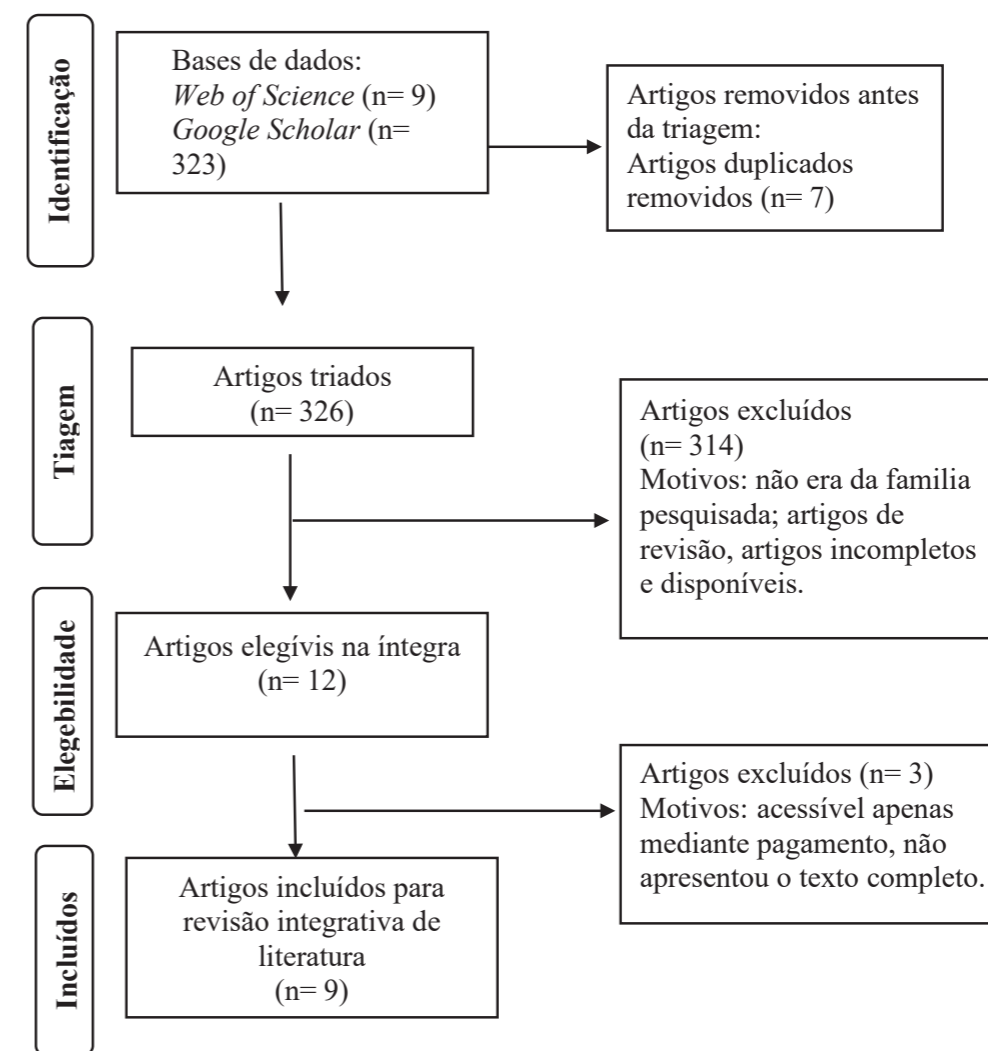 Identificação
Bases de dados:
Web of Science (n= 9)
Google Scholar (n=
323)
Artigos removidos antes
da triagem:
Artigos duplicados
removidos (n= 7)
Tiagem
Artigos triados
(n= 326)
Artigos excluídos
(n= 314)
Motivos: não era da familia
pesquisada; artigos de
revisão, artigos incompletos
e disponíveis.
Elegebilidade
Artigos elegívis na íntegra
(n= 12)
Artigos excluídos (n= 3)
Motivos: acessível apenas
mediante pagamento, não
apresentou o texto completo.
Incluídos
Artigos incluídos para
revisão integrativa de
literatura
(n= 9)